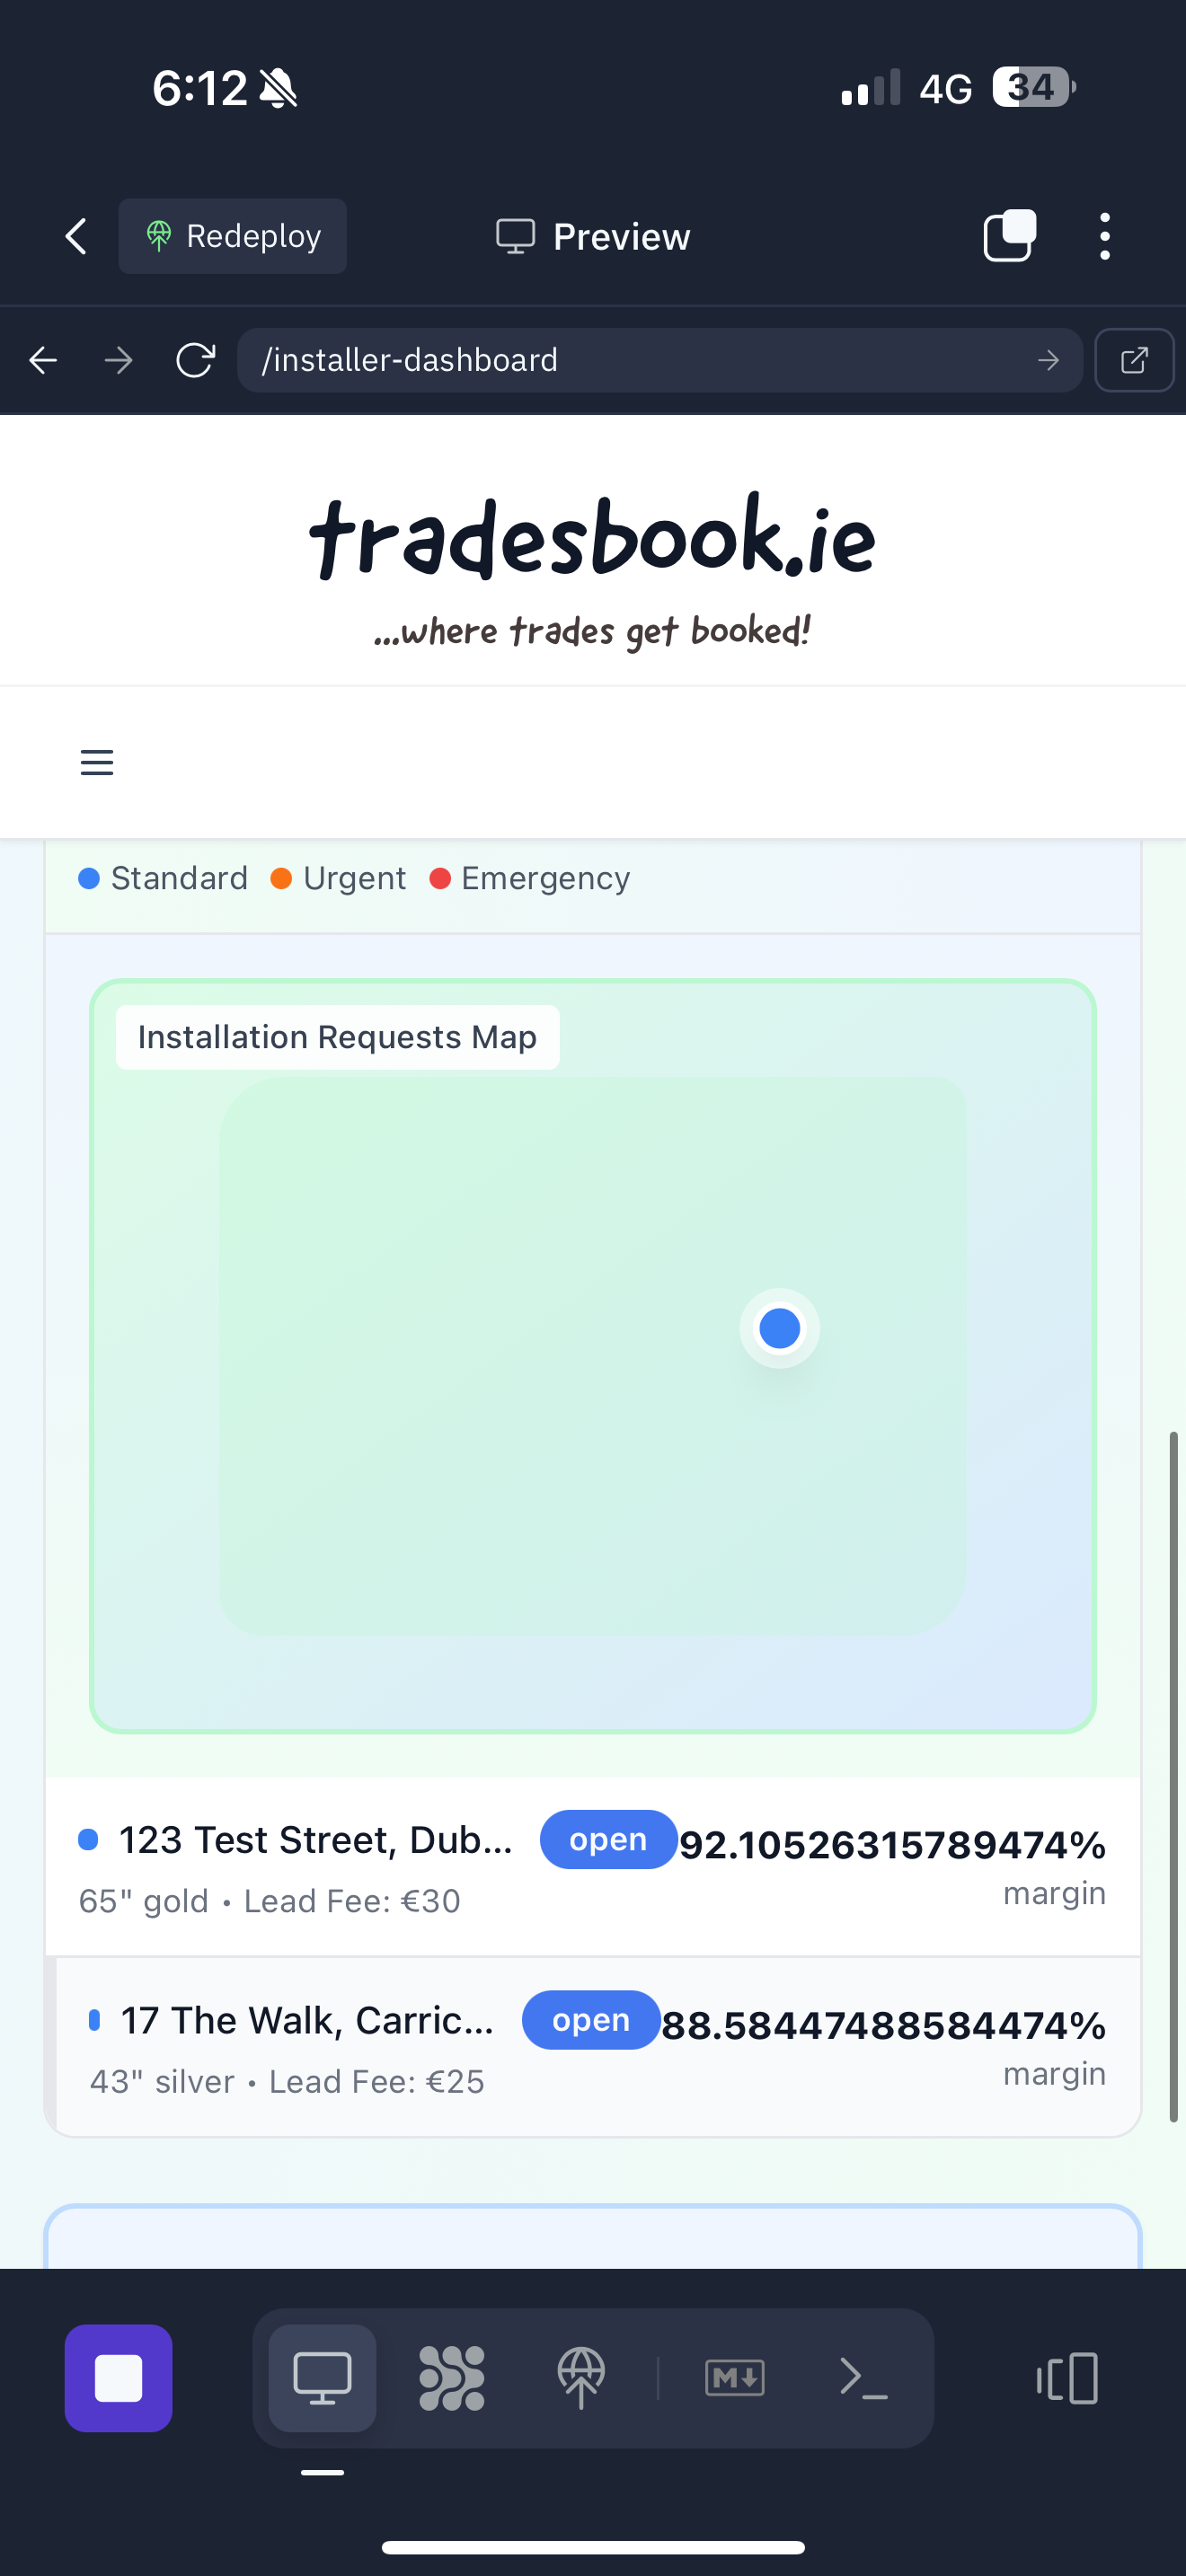 6:12
4G
34
Redeploy
Preview
/installer-dashboard
tradesbook.ie
...where trades get booked!
Standard
Urgent
Emergency
Installation Requests Map
123 Test Street, Dub...
open
92.10526315789474%
65" gold • Lead Fee: €30
margin
17 The Walk, Carric...
open
88.58447488584474%
43" silver • Lead Fee: €25
margin
M